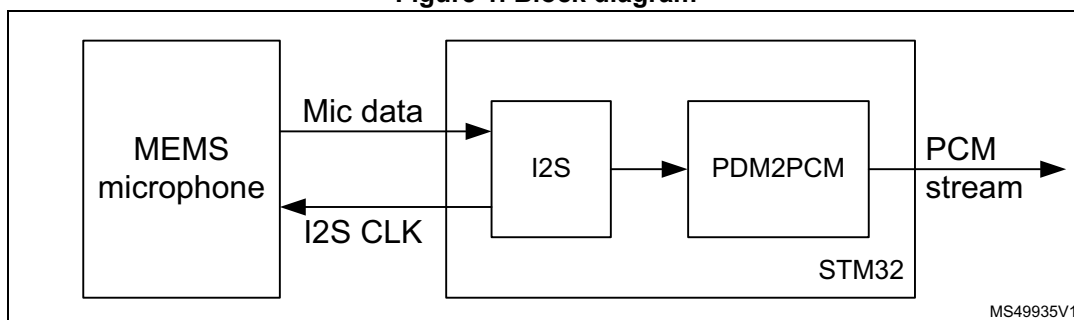 Figure 1. Block diagram
MEMS
microphone
Mic data
I2S CLK
I2S
PDM2PCM
PCM
stream
STM32
MS49935V1